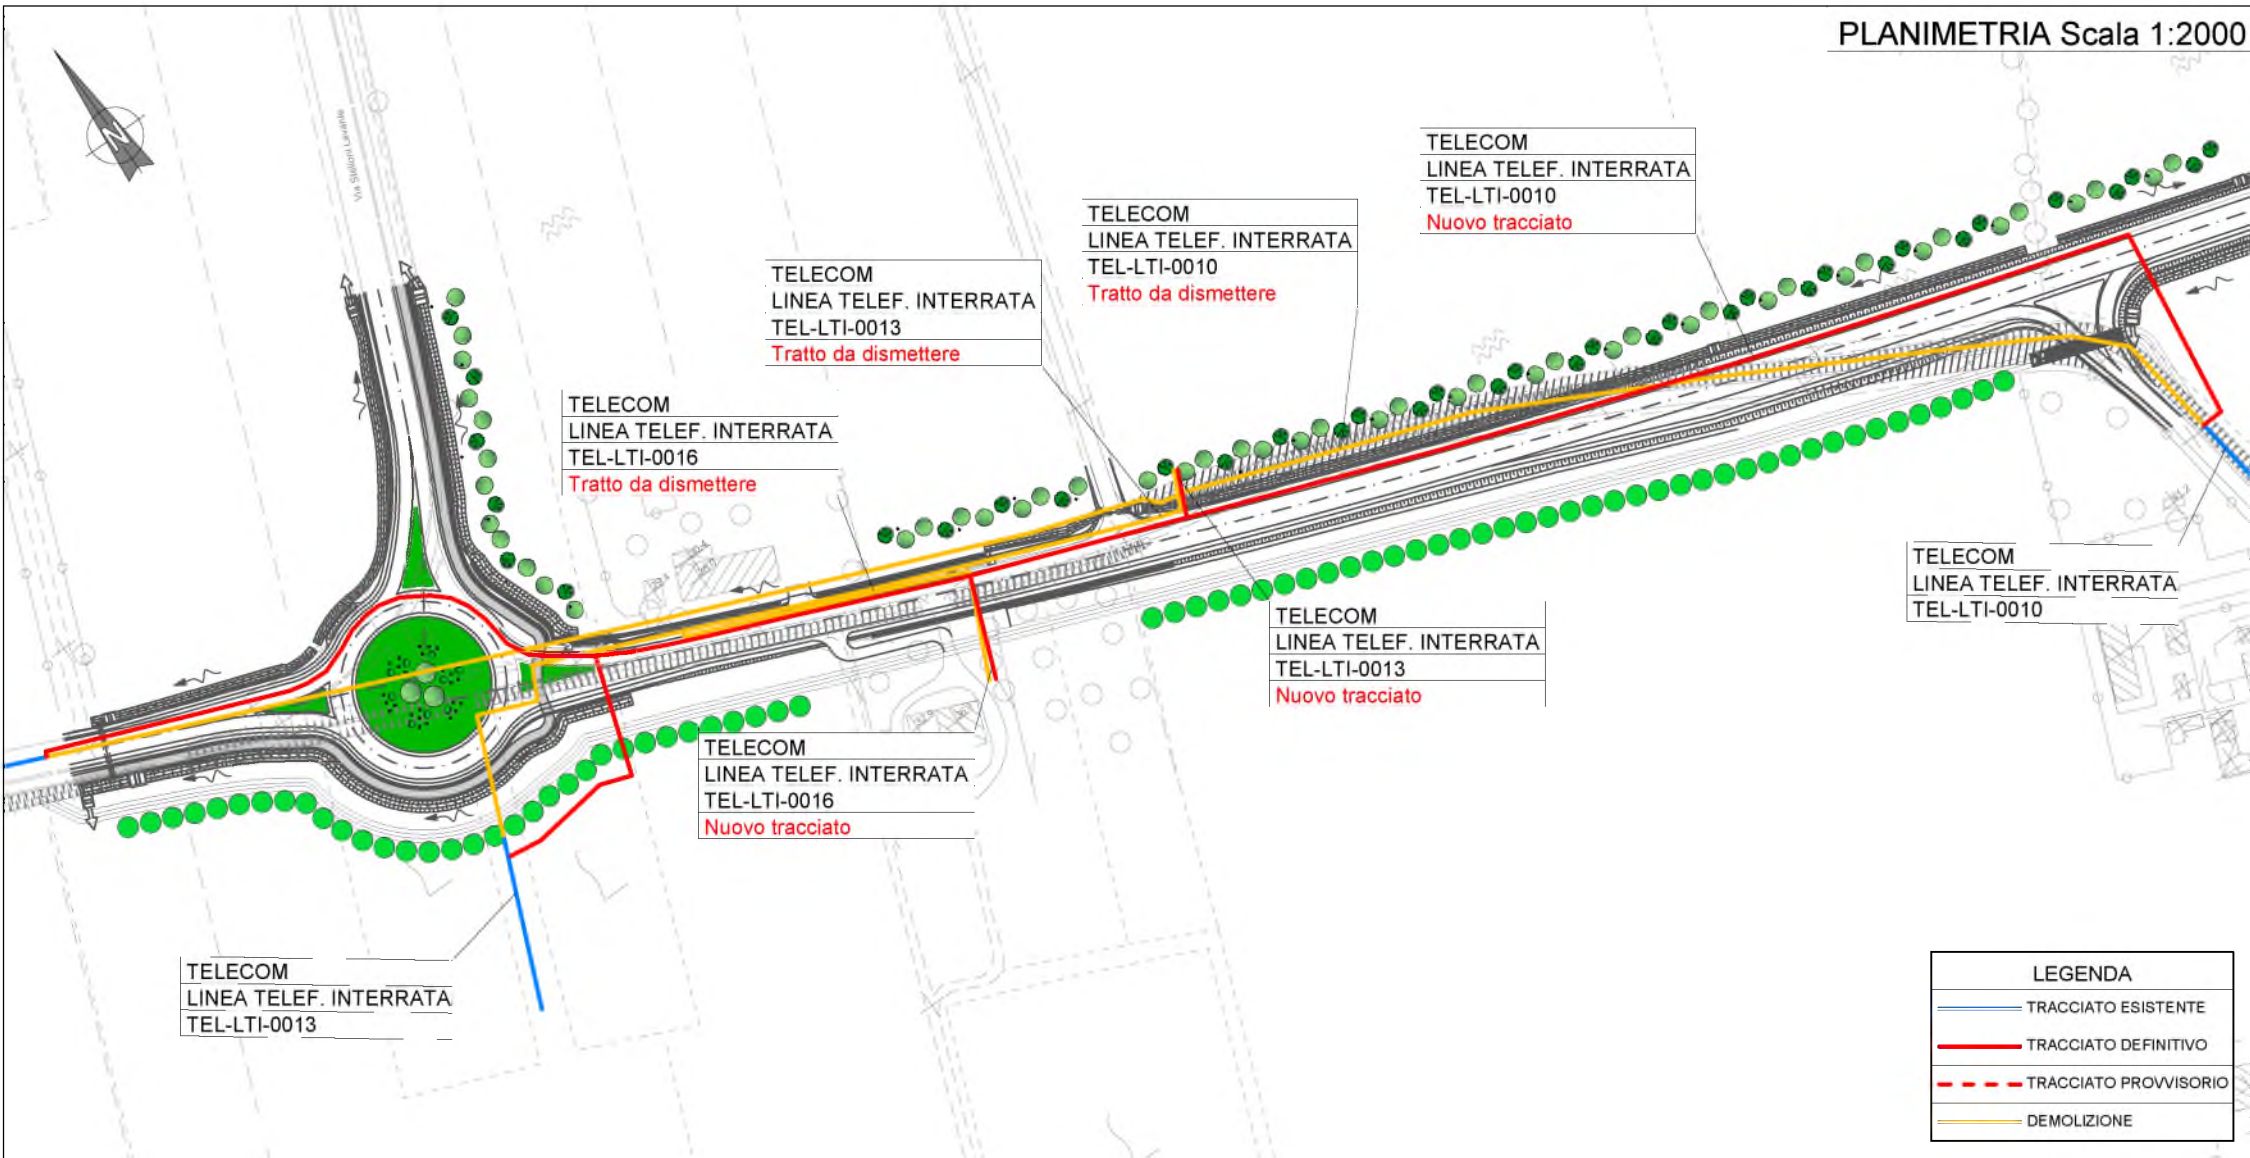 PLANIMETRIA Scala 1:2000
N
Via Stelloni Levante
TELECOM
LINEA TELEF. INTERRATA
TEL-LTI-0010
Nuovo tracciato
TELECOM
LINEA TELEF. INTERRATA
TEL-LTI-0010
Tratto da dismettere
TELECOM
LINEA TELEF. INTERRATA
TEL-LTI-0013
Tratto da dismettere
TELECOM
LINEA TELEF. INTERRATA
TEL-LTI-0016
Tratto da dismettere
TELECOM
LINEA TELEF. INTERRATA
TEL-LTI-0010
TELECOM
LINEA TELEF. INTERRATA
TEL-LTI-0013
Nuovo tracciato
TELECOM
LINEA TELEF. INTERRATA
TEL-LTI-0016
Nuovo tracciato
TELECOM
LINEA TELEF. INTERRATA
TEL-LTI-0013
LEGENDA
TRACCIATO ESISTENTE
TRACCIATO DEFINITIVO
TRACCIATO PROVVISORIO
DEMOLIZIONE